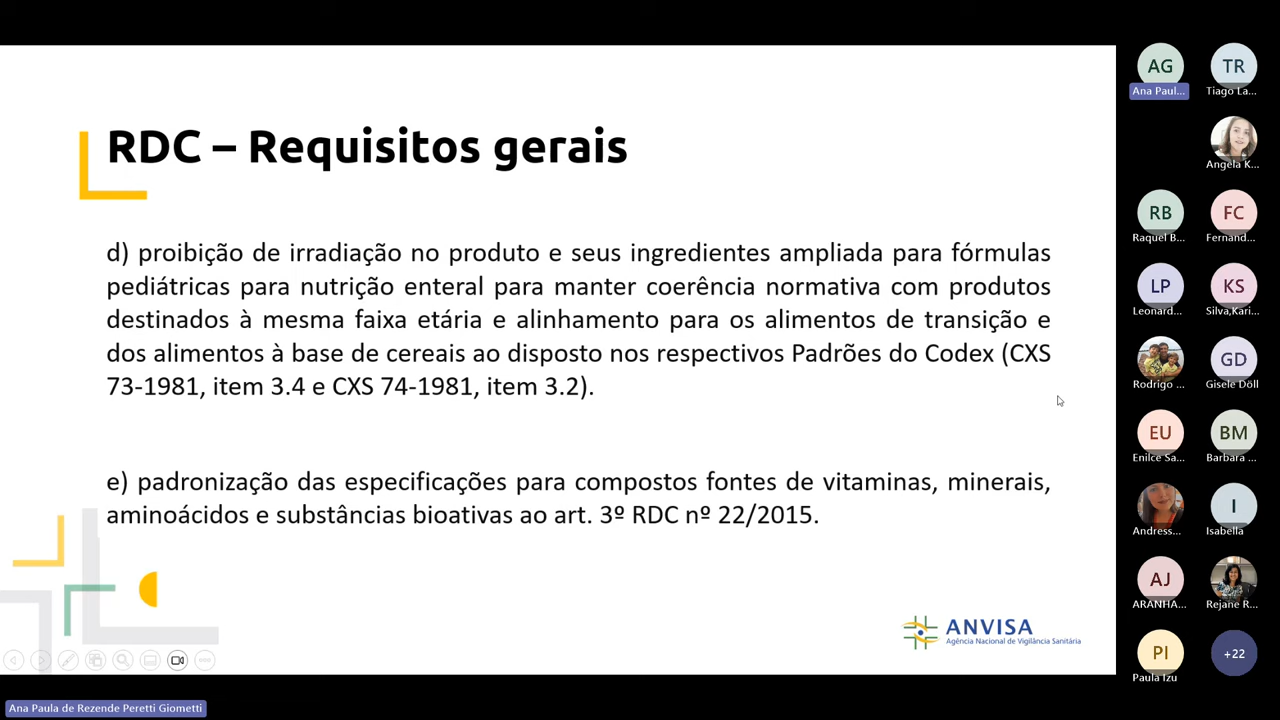 RDC – Requisitos gerais
d) proibição de irradiação no produto e seus ingredientes ampliada para fórmulas
pediátricas para nutrição enteral para manter coerência normativa com produtos
destinados à mesma faixa etária e alinhamento para os alimentos de transição e
dos alimentos à base de cereais ao disposto nos respectivos Padrões do Codex (CXS
73-1981, item 3.4 e CXS 74-1981, item 3.2).
e) padronização das especificações para compostos fontes de vitaminas, minerais,
aminoácidos e substâncias bioativas ao art. 3º RDC nº 22/2015.
ANVISA
Agência Nacional de Vigilância Sanitária
Ana Paula de Rezende Peretti Giometti
AG
TR
Ana Paul...
Tiago La...
Angela K...
RB
FC
Raquel B...
Fernand...
LP
KS
Leonard...
Silva,Kari...
GD
Rodrigo ...
Gisele Döll
EU
BM
Enilce Sa...
Barbara ...
I
Andress...
Isabella
AJ
ARANHA...
Rejane R...
PI
+22
Paula Izu